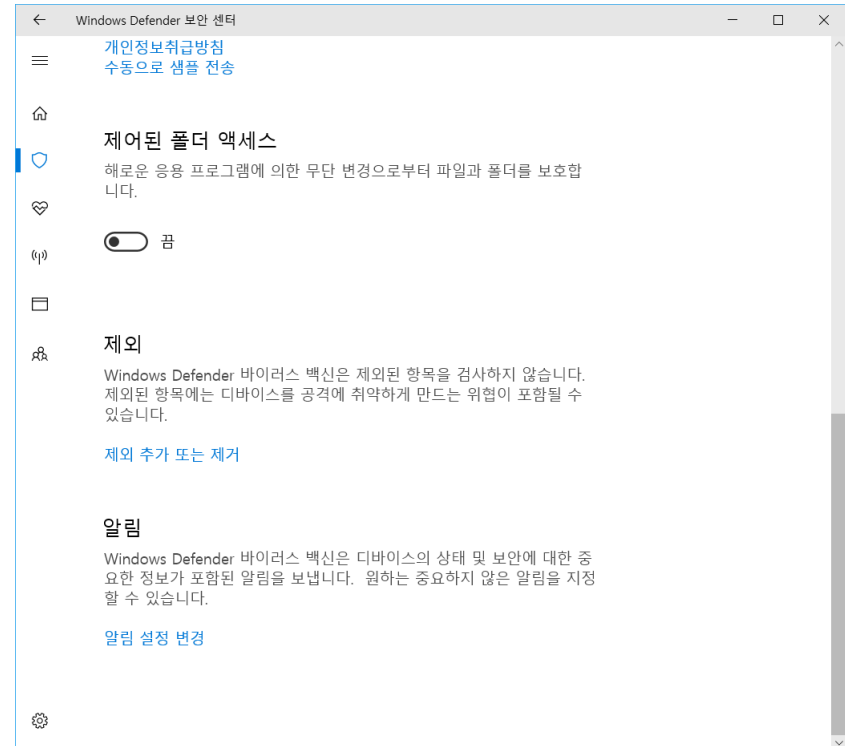 Windows Defender 보안 센터
개인정보취급방침
수동으로 샘플 전송
제어된 폴더 액세스
해로운 응용 프로그램에 의한 무단 변경으로부터 파일과 폴더를 보호합
니다.
끔
제외
Windows Defender 바이러스 백신은 제외된 항목을 검사하지 않습니다.
제외된 항목에는 디바이스를 공격에 취약하게 만드는 위협이 포함될 수
있습니다.
제외 추가 또는 제거
알림
Windows Defender 바이러스 백신은 디바이스의 상태 및 보안에 대한 중
요한 정보가 포함된 알림을 보냅니다. 원하는 중요하지 않은 알림을 지정
할 수 있습니다.
알림 설정 변경